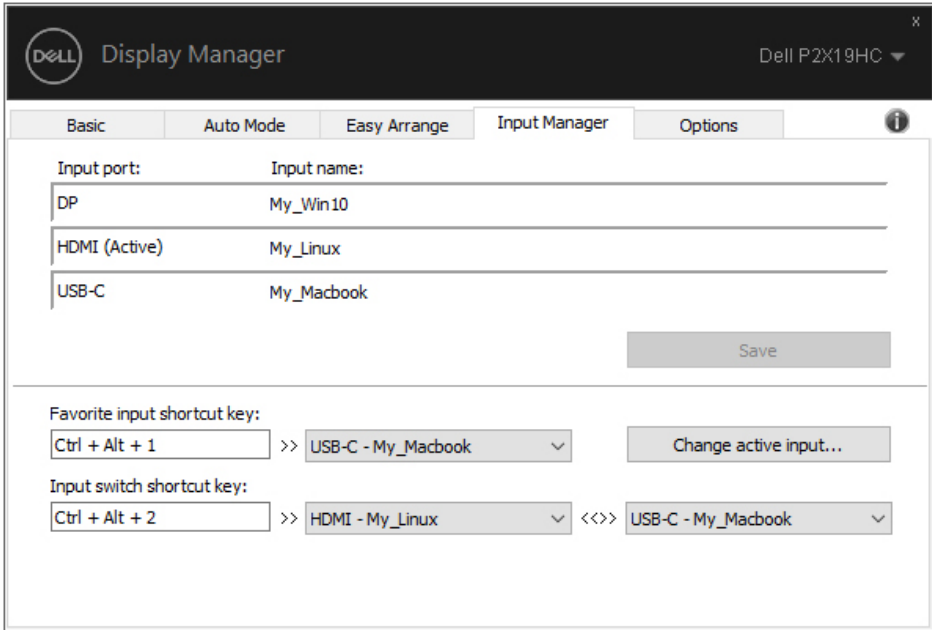 x
DELL Display Manager Dell P2X19HC
Basic Auto Mode Easy Arrange Input Manager Options i
Input port: Input name:
DP My_Win10
HDMI (Active) My_Linux
USB-C My_Macbook
Save
Favorite input shortcut key:
Ctrl + Alt + 1 >> USB-C - My_Macbook Change active input...
Input switch shortcut key:
Ctrl + Alt + 2 >> HDMI - My_Linux <<>> USB-C - My_Macbook